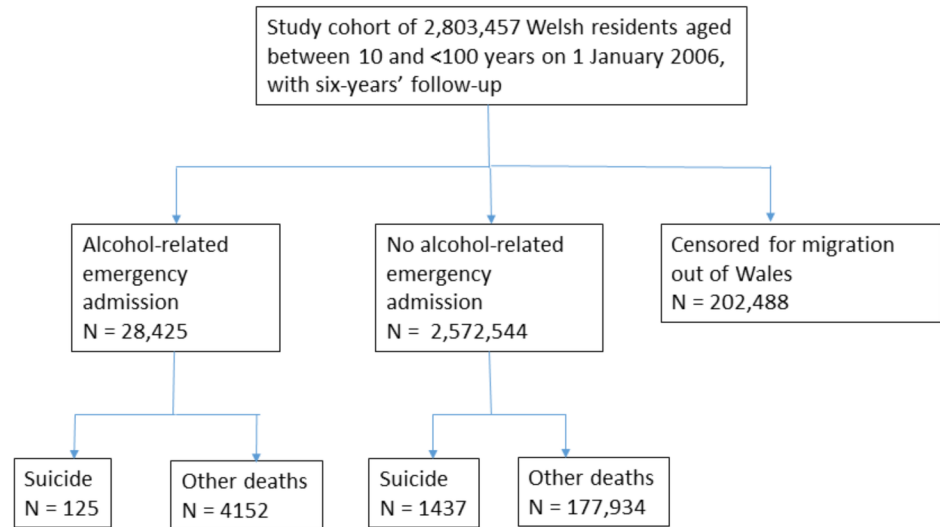 Study cohort of 2,803,457 Welsh residents aged
between 10 and <100 years on 1 January 2006,
with six-years' follow-up
Alcohol-related
emergency
admission
N = 28,425
No alcohol-related
emergency
admission
N =  2,572,544
Censored for migration
out of Wales
N = 202,488
Suicide
N = 125
Other deaths
N = 4152
Suicide
N = 1437
Other deaths
N = 177,934